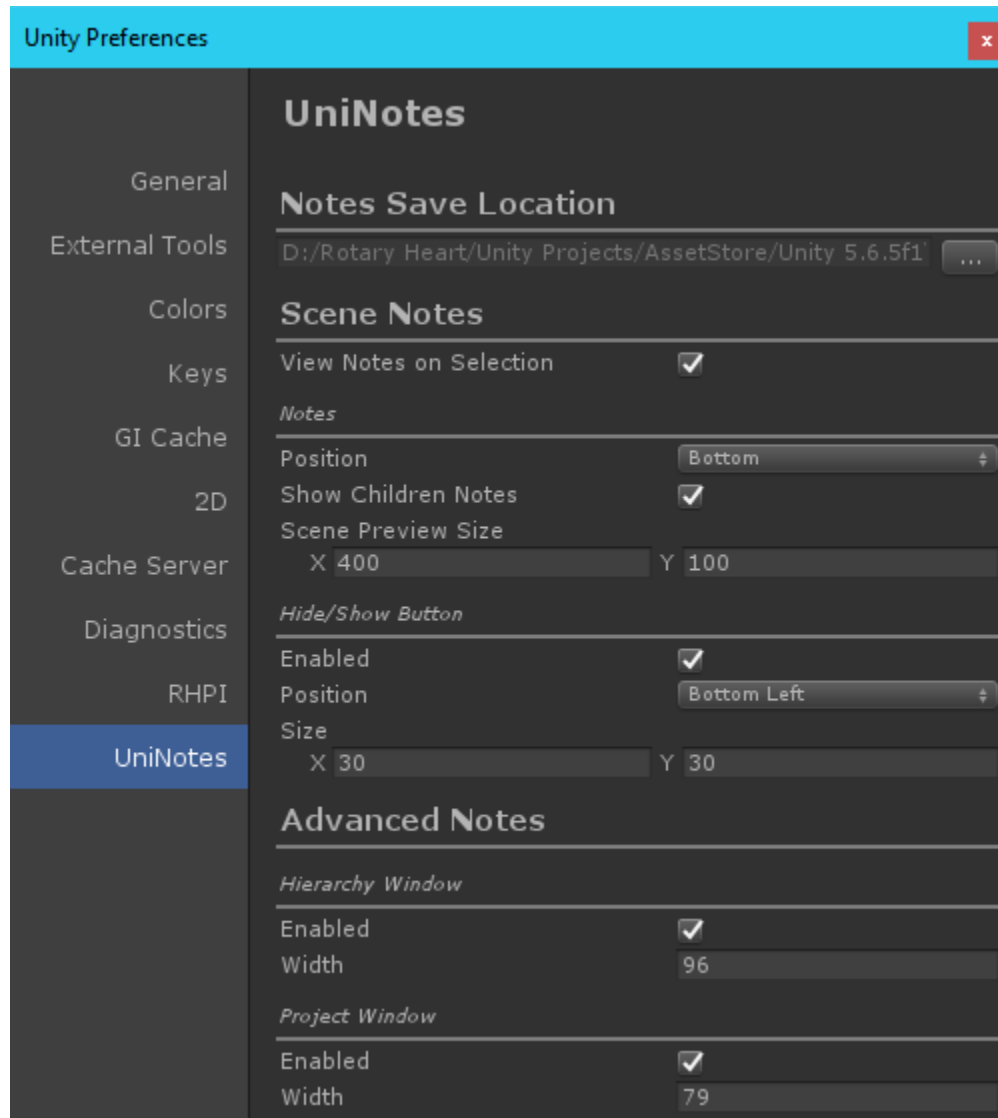 Unity Preferences
x
General
External Tools
Colors
Keys
GI Cache
2D
Cache Server
Diagnostics
RHPI
UniNotes
UniNotes
Notes Save Location
D:/Rotary Heart/Unity Projects/AssetStore/Unity 5.6.5f1 ...
Scene Notes
View Notes on Selection
Notes
Position Bottom
Show Children Notes
Scene Preview Size
X 400 Y 100
Hide/Show Button
Enabled
Position Bottom Left
Size
X 30 Y 30
Advanced Notes
Hierarchy Window
Enabled
Width 96
Project Window
Enabled
Width 79